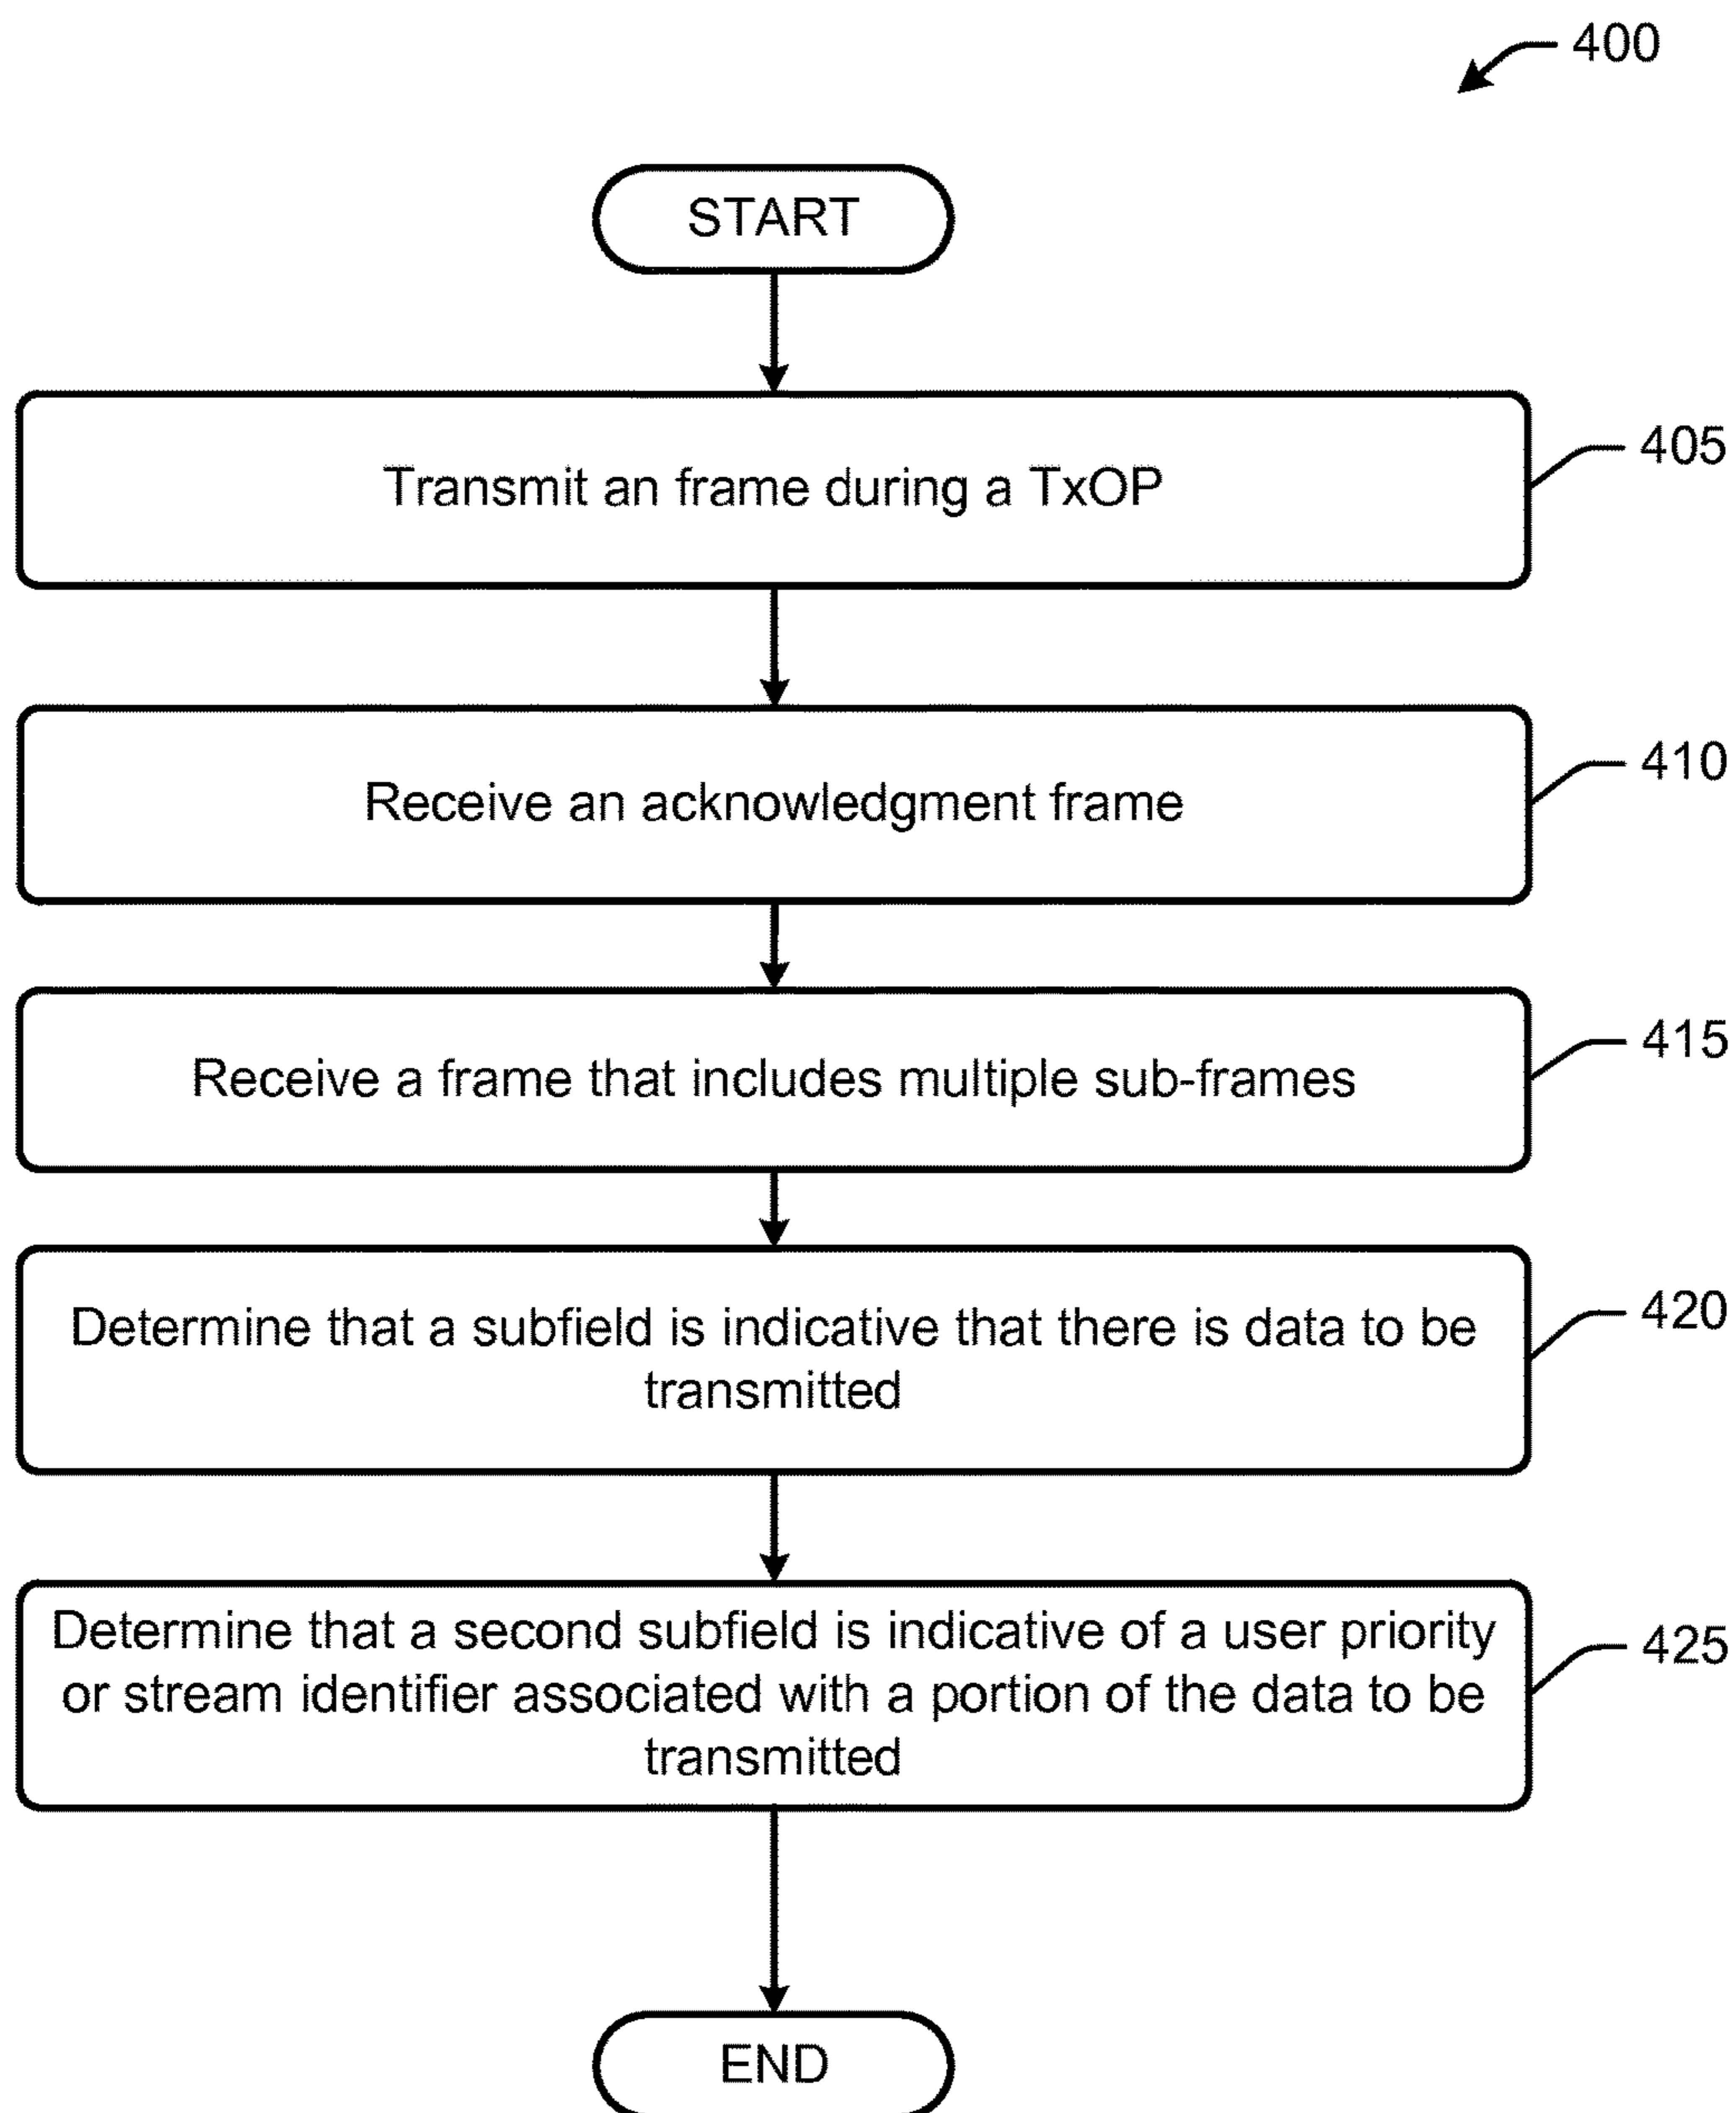 400
START
Transmit an frame during a TxOP
405
Receive an acknowledgment frame
410
Receive a frame that includes multiple sub-frames
415
Determine that a subfield is indicative that there is data to be
transmitted
420
Determine that a second subfield is indicative of a user priority
or stream identifier associated with a portion of the data to be
transmitted
425
END